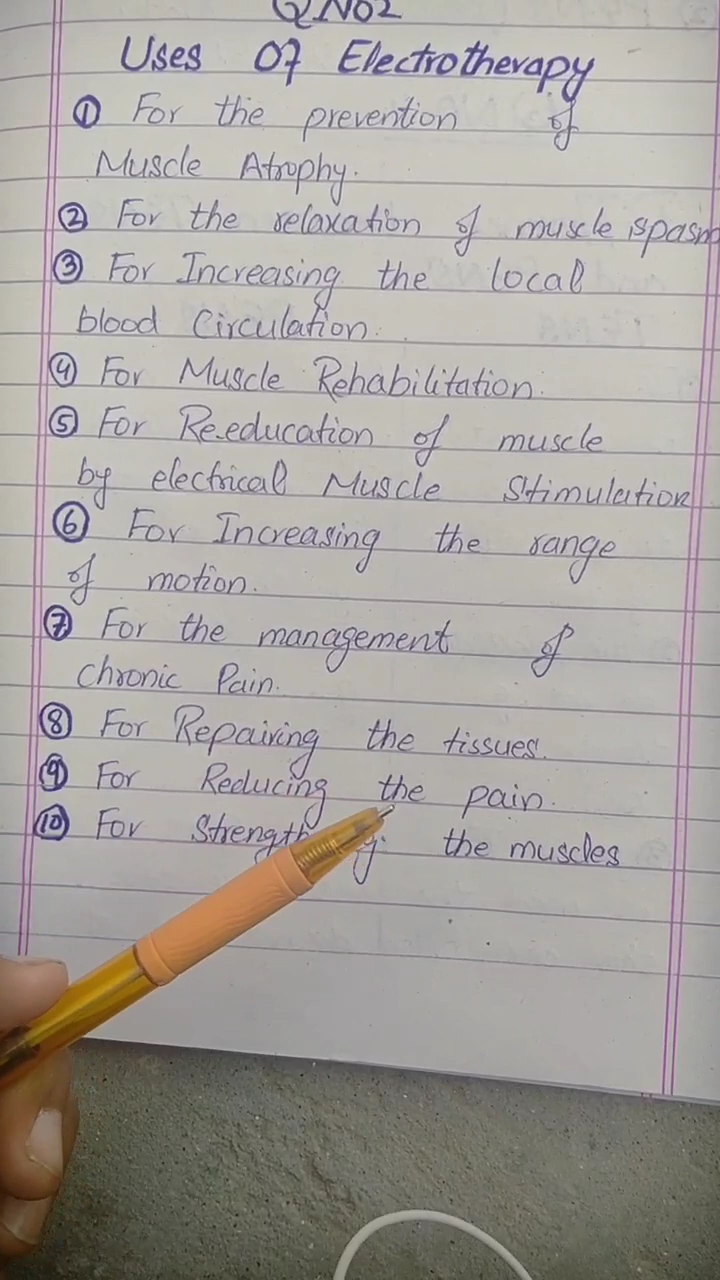 Q No2
Uses Of Electrotherapy
① For the prevention of
Muscle Atrophy.
② For the relaxation of muscle spasm
③ For Increasing the local
blood Circulation.
④ For Muscle Rehabilitation.
⑤ For Re-education of muscle
by electrical Muscle Stimulation
⑥ For Increasing the range
of motion.
⑦ For the management of
chronic Pain.
⑧ For Repairing the tissues.
⑨ For Reducing the pain.
⑩ For the muscles